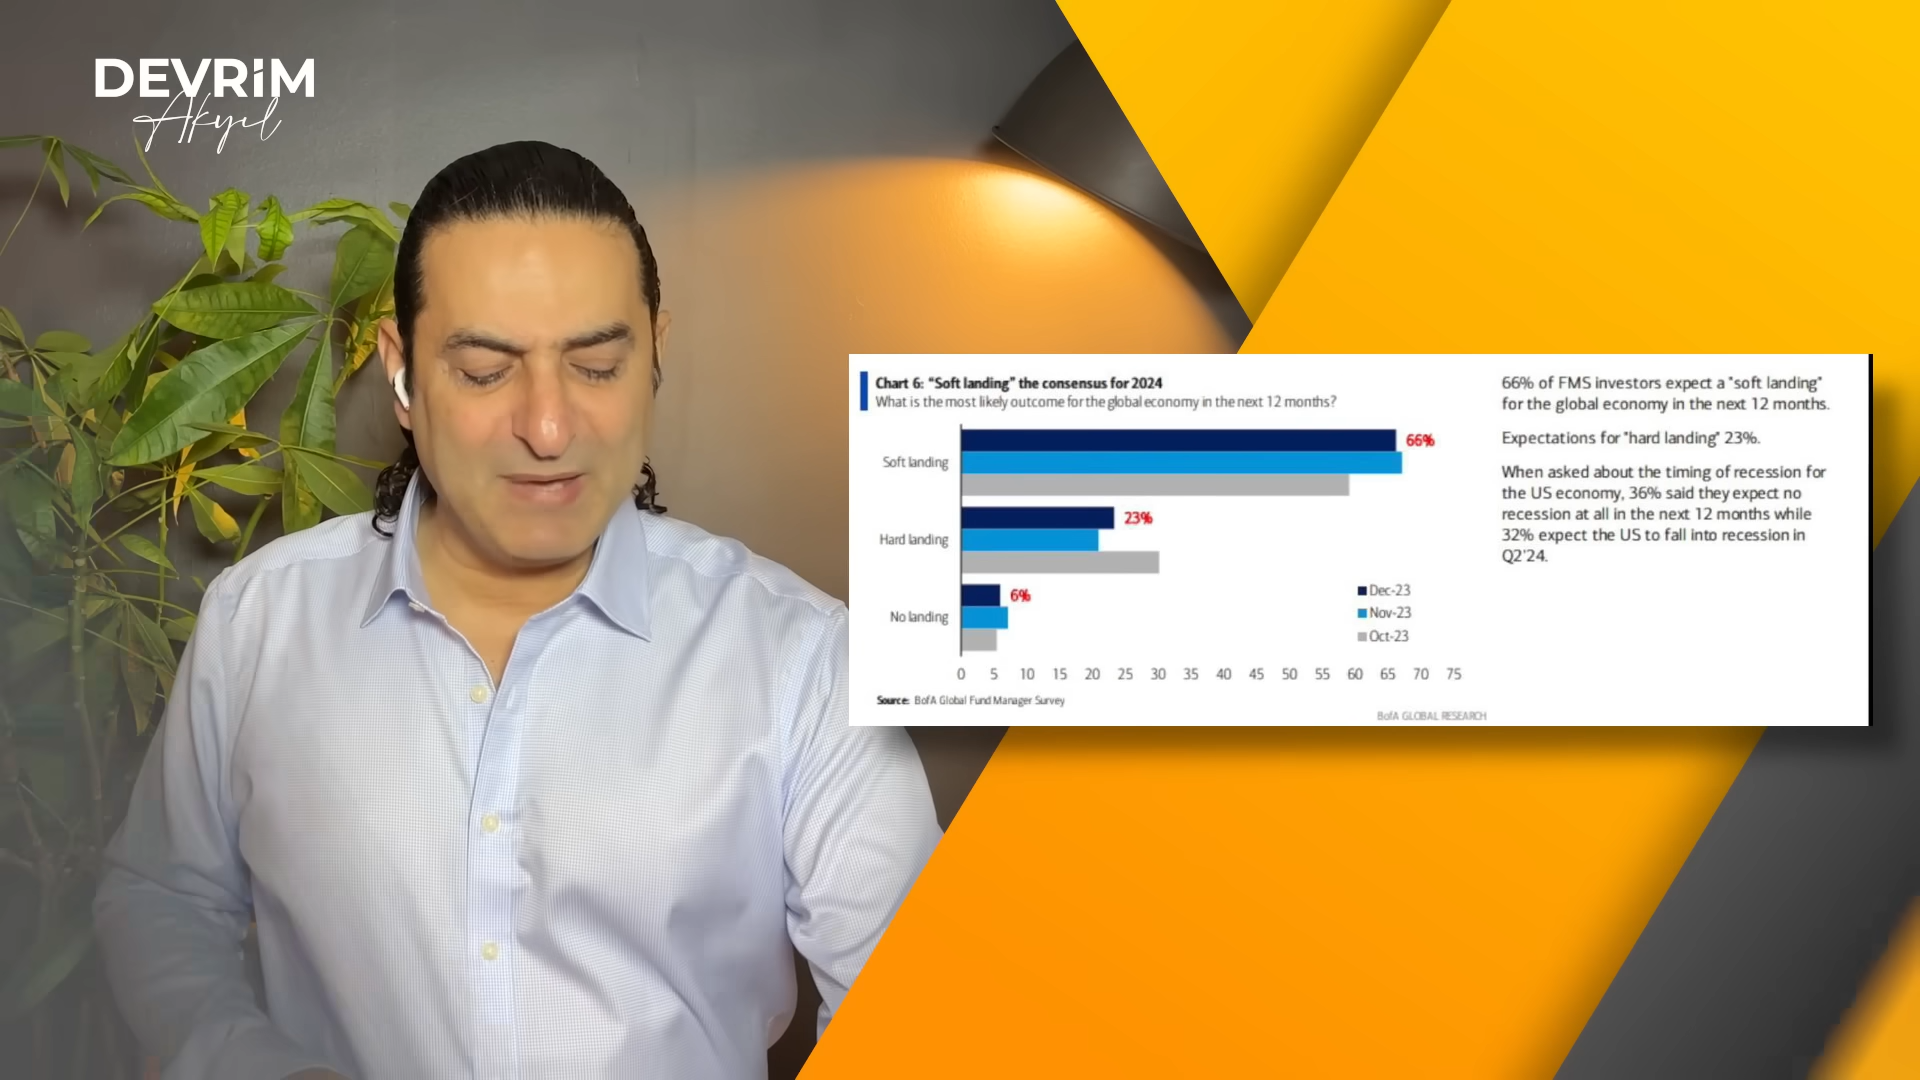 DEVRİM
Akyıl
Chart 6: “Soft landing” the consensus for 2024
What is the most likely outcome for the global economy in the next 12 months?
Soft landing
66%
Hard landing
23%
No landing
6%
Dec-23
Nov-23
Oct-23
0 5 10 15 20 25 30 35 40 45 50 55 60 65 70 75
Source: BofA Global Fund Manager Survey
BofA GLOBAL RESEARCH
66% of FMS investors expect a "soft landing"
for the global economy in the next 12 months.
Expectations for "hard landing" 23%.
When asked about the timing of recession for
the US economy, 36% said they expect no
recession at all in the next 12 months while
32% expect the US to fall into recession in
Q2'24.